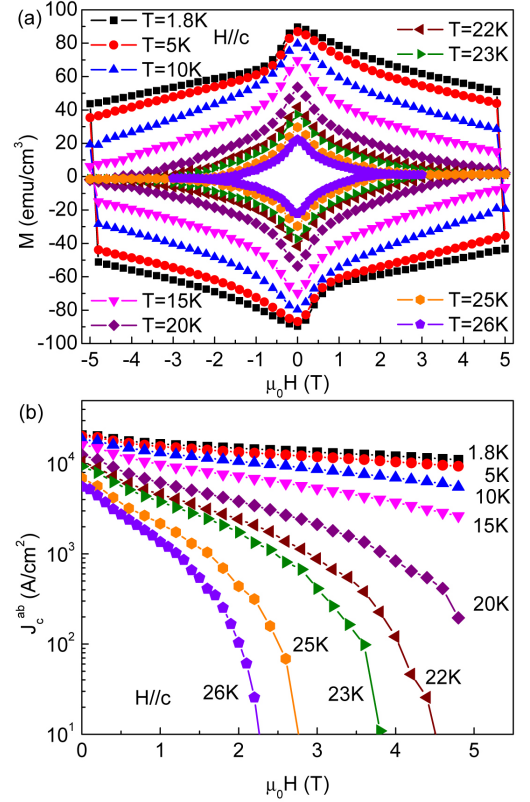 (a)
T=1.8K
T=5K
T=10K
H//c
T=22K
T=23K
T=15K
T=20K
T=25K
T=26K
100
80
60
40
20
0
-20
-40
-60
-80
-100
M (emu/cm³)
-5 -4 -3 -2 -1 0 1 2 3 4 5
μ₀H (T)
(b)
10⁴
10³
10²
10¹
J_c^ab (A/cm²)
1.8K
5K
10K
15K
20K
22K
23K
25K
26K
H//c
0 1 2 3 4 5
μ₀H (T)